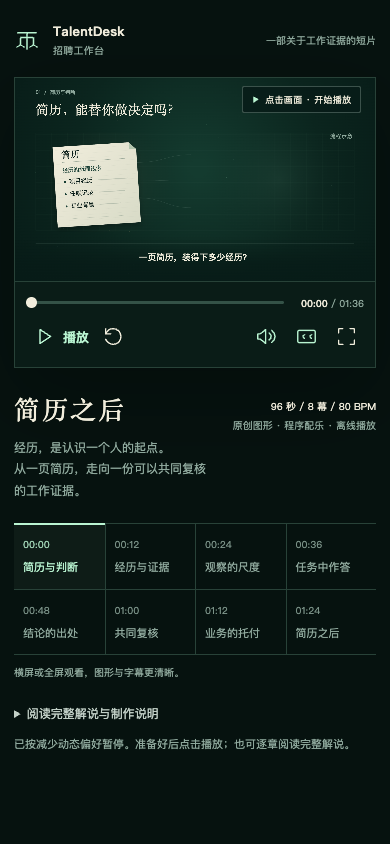 TalentDesk
招聘工作台
一部关于工作证据的短片
01 / 简历与判断
简历，能替你做决定吗？
点击画面 · 开始播放
简历
一页简历，装得下多少经历？
00:00 / 01:36
播放
简历之后
96 秒 / 8 幕 / 80 BPM
原创图形 · 程序配乐 · 离线播放
经历，是认识一个人的起点。
从一页简历，走向一份可以共同复核
的工作证据。
00:00
简历与判断
00:12
经历与证据
00:24
观察的尺度
00:36
任务中作答
00:48
结论的出处
01:00
共同复核
01:12
业务的托付
01:24
简历之后
横屏或全屏观看，图形与字幕更清晰。
阅读完整解说与制作说明
已按减少动态偏好暂停。准备好后点击播放；也可逐章阅读完整解说。